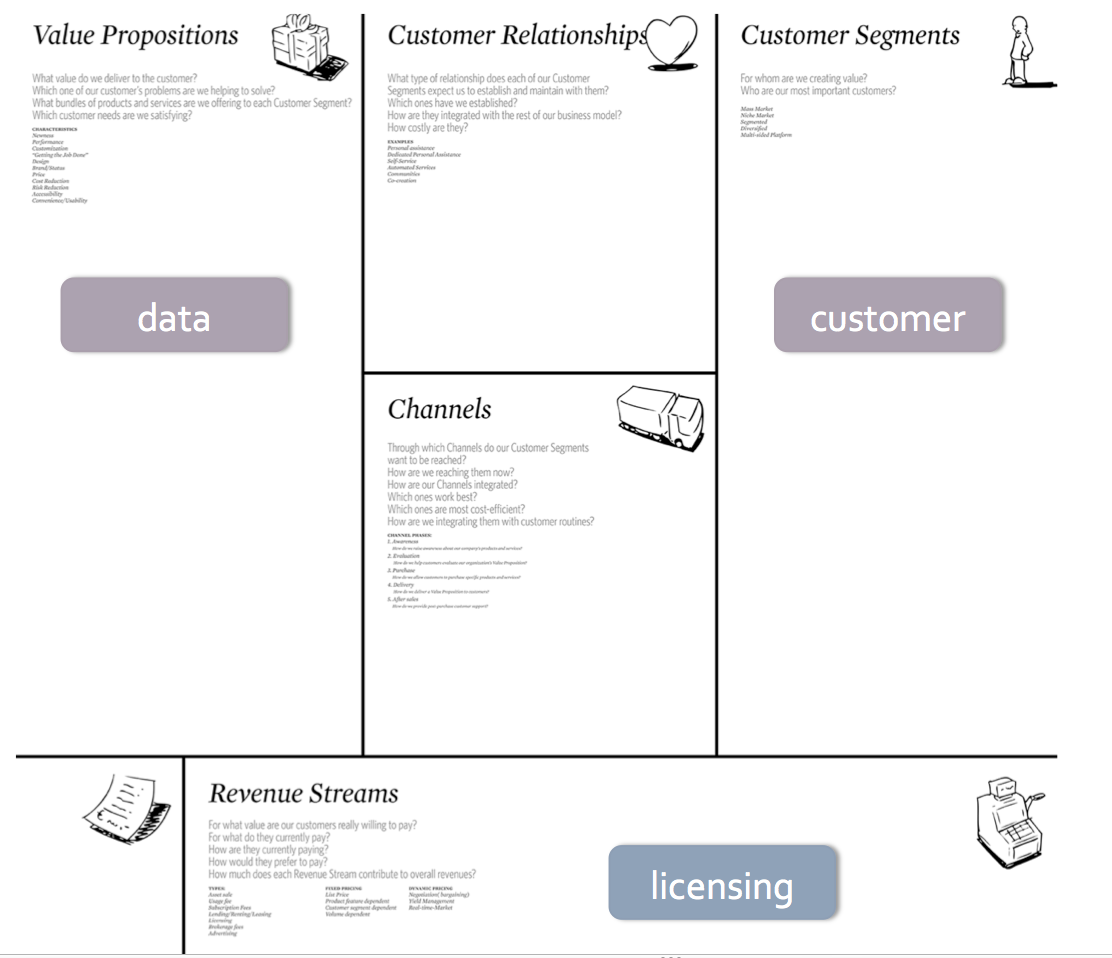 Value Propositions
What value do we deliver to the customer?
Which one of our customer's problems are we helping to solve?
What bundles of products and services are we offering to each Customer Segment?
Which customer needs are we satisfying?
CHARACTERISTICS
Newness
Performance
Customization
"Getting the Job Done"
Design
Brand/Status
Price
Cost Reduction
Risk Reduction
Accessibility
Convenience/Usability
data
Customer Relationships
What type of relationship does each of our Customer
Segments expect us to establish and maintain with them?
Which ones have we established?
How are they integrated with the rest of our business model?
How costly are they?
EXAMPLES
Personal assistance
Dedicated Personal Assistance
Self-Service
Automated Services
Communities
Co-creation
Channels
Through which Channels do our Customer Segments
want to be reached?
How are we reaching them now?
How are our Channels integrated?
Which ones work best?
Which ones are most cost-efficient?
How are we integrating them with customer routines?
CHANNEL PHASES:
1. Awareness
How do we raise awareness about our company's products and services?
2. Evaluation
How do we help customers evaluate our organization's Value Proposition?
3. Purchase
How do we allow customers to purchase specific products and services?
4. Delivery
How do we deliver a Value Proposition to customers?
5. After sales
How do we provide post-purchase customer support?
Customer Segments
For whom are we creating value?
Who are our most important customers?
Mass Market
Niche Market
Segmented
Diversified
Multi-sided Platform
customer
Revenue Streams
For what value are our customers really willing to pay?
For what do they currently pay?
How are they currently paying?
How would they prefer to pay?
How much does each Revenue Stream contribute to overall revenues?
TYPES:
Asset sale
Usage fee
Subscription Fees
Lending/Renting/Leasing
Licensing
Brokerage fees
Advertising
FIXED PRICING
List Price
Product feature dependent
Customer segment dependent
Volume dependent
DYNAMIC PRICING
Negotiation( bargaining)
Yield Management
Real-time-Market
licensing